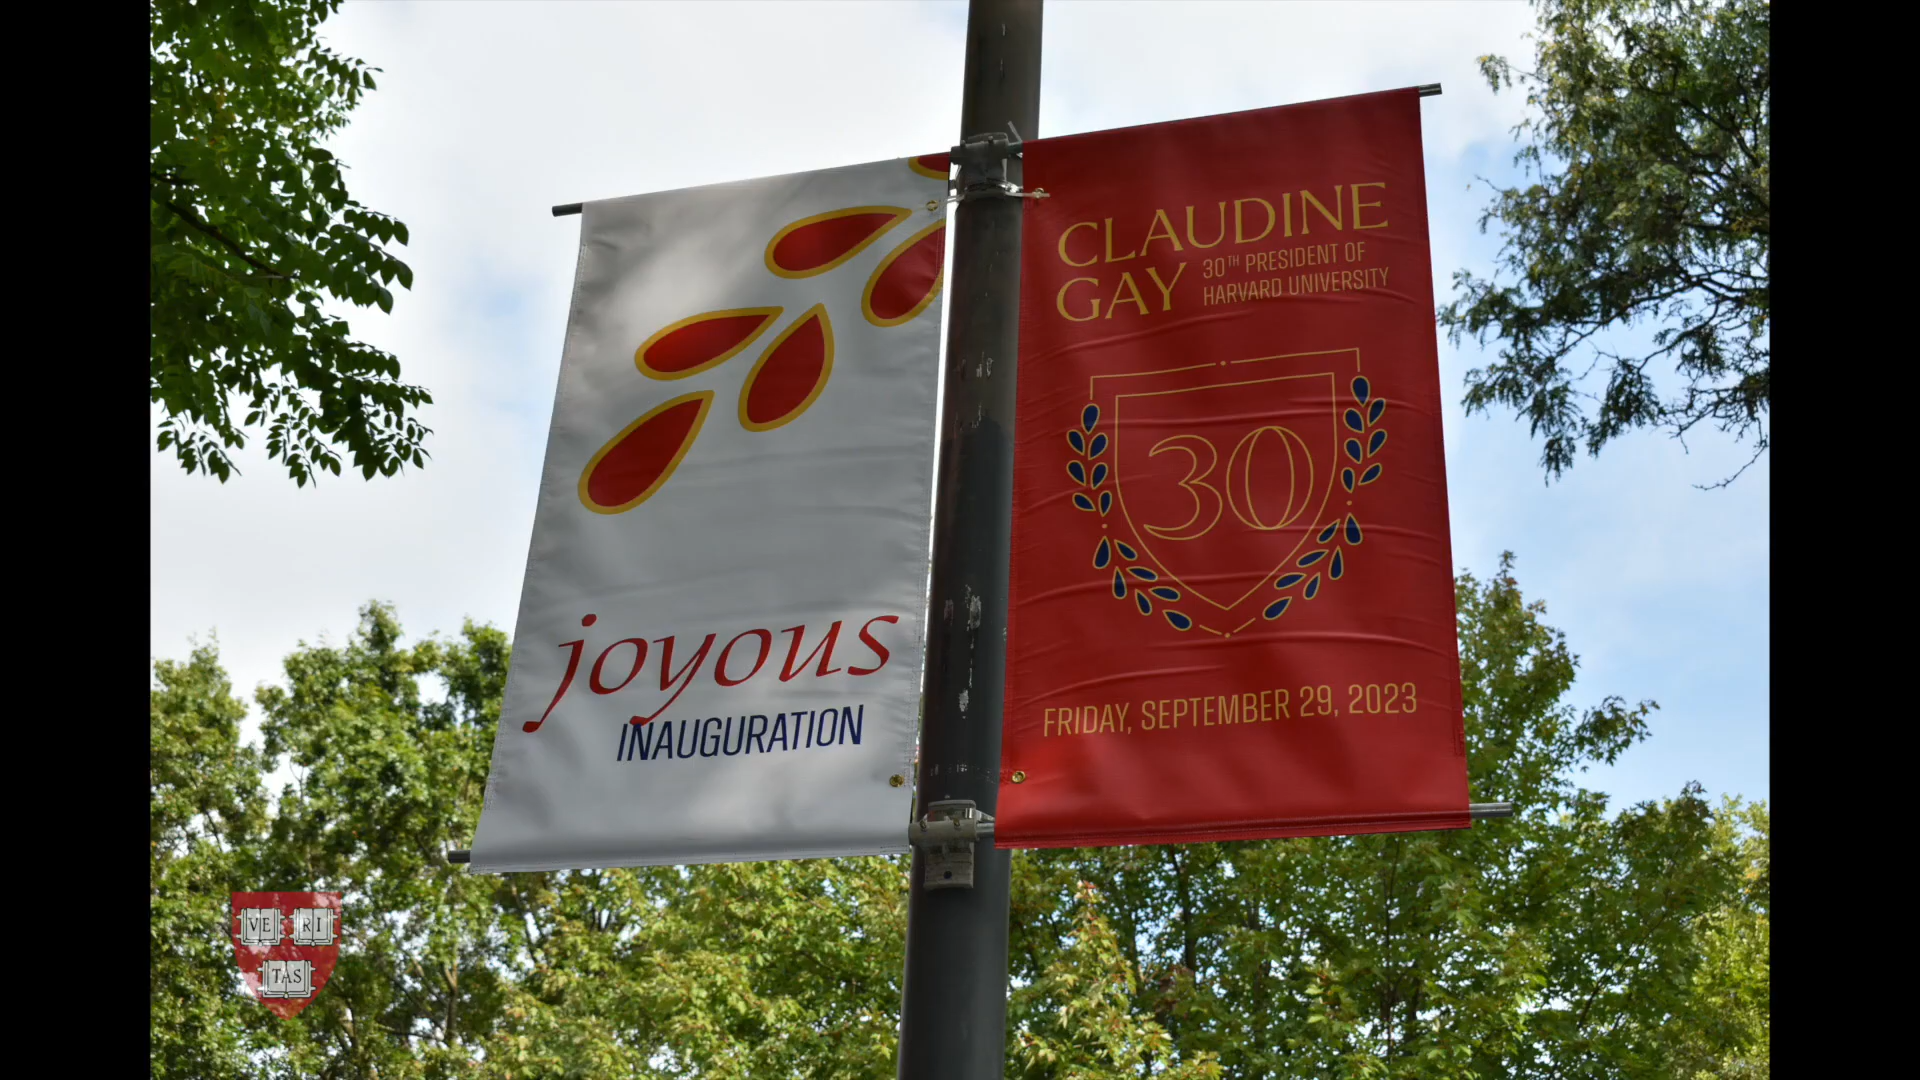 joyous
INAUGURATION
CLAUDINE
GAY
30TH PRESIDENT OF
HARVARD UNIVERSITY
30
FRIDAY, SEPTEMBER 29, 2023
VE RI
TAS